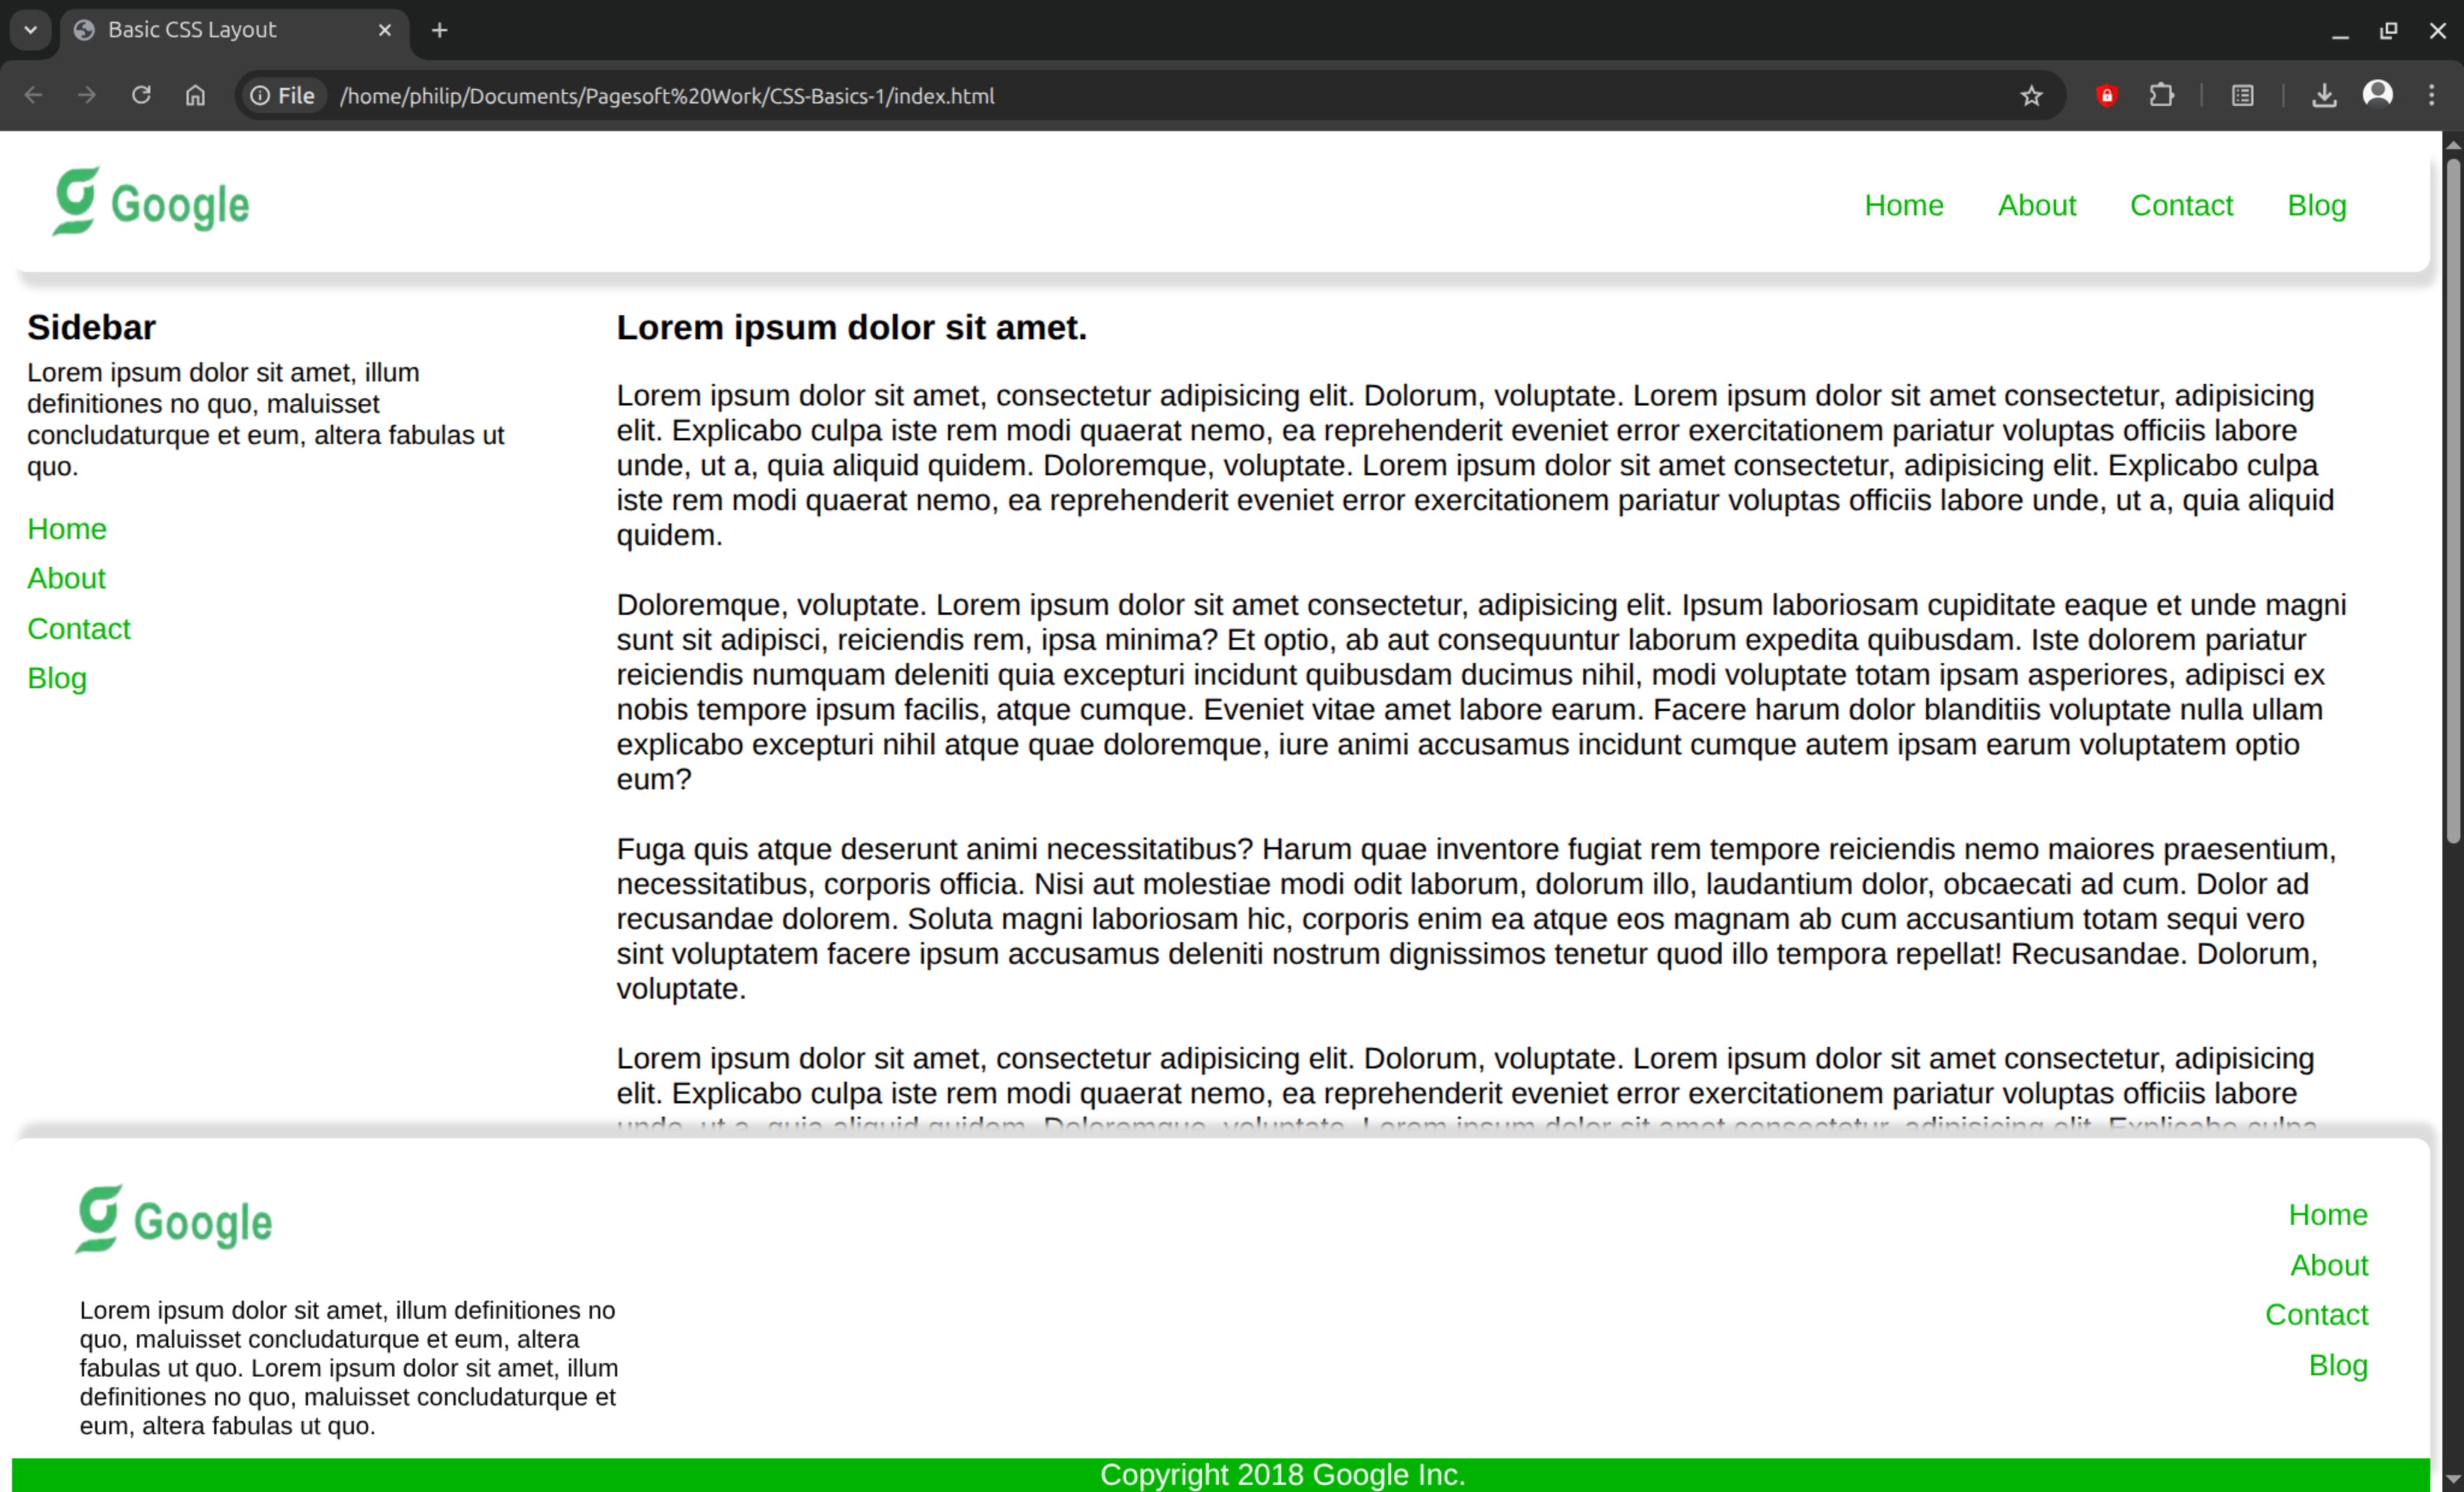 Basic CSS Layout
File /home/philip/Documents/Pagesoft%20Work/CSS-Basics-1/index.html
Google
Home About Contact Blog
Sidebar
Lorem ipsum dolor sit amet, illum
definitiones no quo, maluisset
concludaturque et eum, altera fabulas ut
quo.
Home
About
Contact
Blog
Lorem ipsum dolor sit amet.
Lorem ipsum dolor sit amet, consectetur adipisicing elit. Dolorum, voluptate. Lorem ipsum dolor sit amet consectetur, adipisicing
elit. Explicabo culpa iste rem modi quaerat nemo, ea reprehenderit eveniet error exercitationem pariatur voluptas officiis labore
unde, ut a, quia aliquid quidem. Doloremque, voluptate. Lorem ipsum dolor sit amet consectetur, adipisicing elit. Explicabo culpa
iste rem modi quaerat nemo, ea reprehenderit eveniet error exercitationem pariatur voluptas officiis labore unde, ut a, quia aliquid
quidem.
Doloremque, voluptate. Lorem ipsum dolor sit amet consectetur, adipisicing elit. Ipsum laboriosam cupiditate eaque et unde magni
sunt sit adipisci, reiciendis rem, ipsa minima? Et optio, ab aut consequuntur laborum expedita quibusdam. Iste dolorem pariatur
reiciendis numquam deleniti quia excepturi incidunt quibusdam ducimus nihil, modi voluptate totam ipsam asperiores, adipisci ex
nobis tempore ipsum facilis, atque cumque. Eveniet vitae amet labore earum. Facere harum dolor blanditiis voluptate nulla ullam
explicabo excepturi nihil atque quae doloremque, iure animi accusamus incidunt cumque autem ipsam earum voluptatem optio
eum?
Fuga quis atque deserunt animi necessitatibus? Harum quae inventore fugiat rem tempore reiciendis nemo maiores praesentium,
necessitatibus, corporis officia. Nisi aut molestiae modi odit laborum, dolorum illo, laudantium dolor, obcaecati ad cum. Dolor ad
recusandae dolorem. Soluta magni laboriosam hic, corporis enim ea atque eos magnam ab cum accusantium totam sequi vero
sint voluptatem facere ipsum accusamus deleniti nostrum dignissimos tenetur quod illo tempora repellat! Recusandae. Dolorum,
voluptate.
Lorem ipsum dolor sit amet, consectetur adipisicing elit. Dolorum, voluptate. Lorem ipsum dolor sit amet consectetur, adipisicing
elit. Explicabo culpa iste rem modi quaerat nemo, ea reprehenderit eveniet error exercitationem pariatur voluptas officiis labore
unde, ut a, quia aliquid quidem. Doloremque, voluptate. Lorem ipsum dolor sit amet consectetur, adipisicing elit. Explicabo culpa
Google
Lorem ipsum dolor sit amet, illum definitiones no
quo, maluisset concludaturque et eum, altera
fabulas ut quo. Lorem ipsum dolor sit amet, illum
definitiones no quo, maluisset concludaturque et
eum, altera fabulas ut quo.
Home
About
Contact
Blog
Copyright 2018 Google Inc.